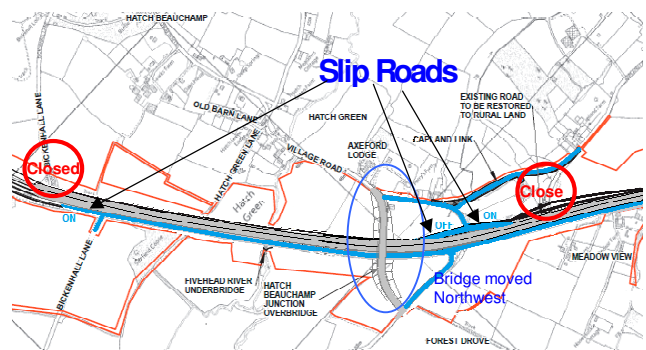 HATCH BEAUCHAMP
BICKENHALL LANE
Slip Roads
OLD BARN LANE
HATCH GREEN
EXISTING ROAD
TO BE RESTORED
TO RURAL LAND
VILLAGE ROAD
AXEFORD
LODGE
CAPLAND LINK
HATCH GREEN LANE
Closed
Close
Hatch
Green
ON
OFF
ON
BICKENHALL LANE
FIVEHEAD RIVER
UNDERBRIDGE
HATCH
BEAUCHAMP
JUNCTION
OVERBRIDGE
Bridge moved
Northwest
MEADOW VIEW
FOREST DROVE